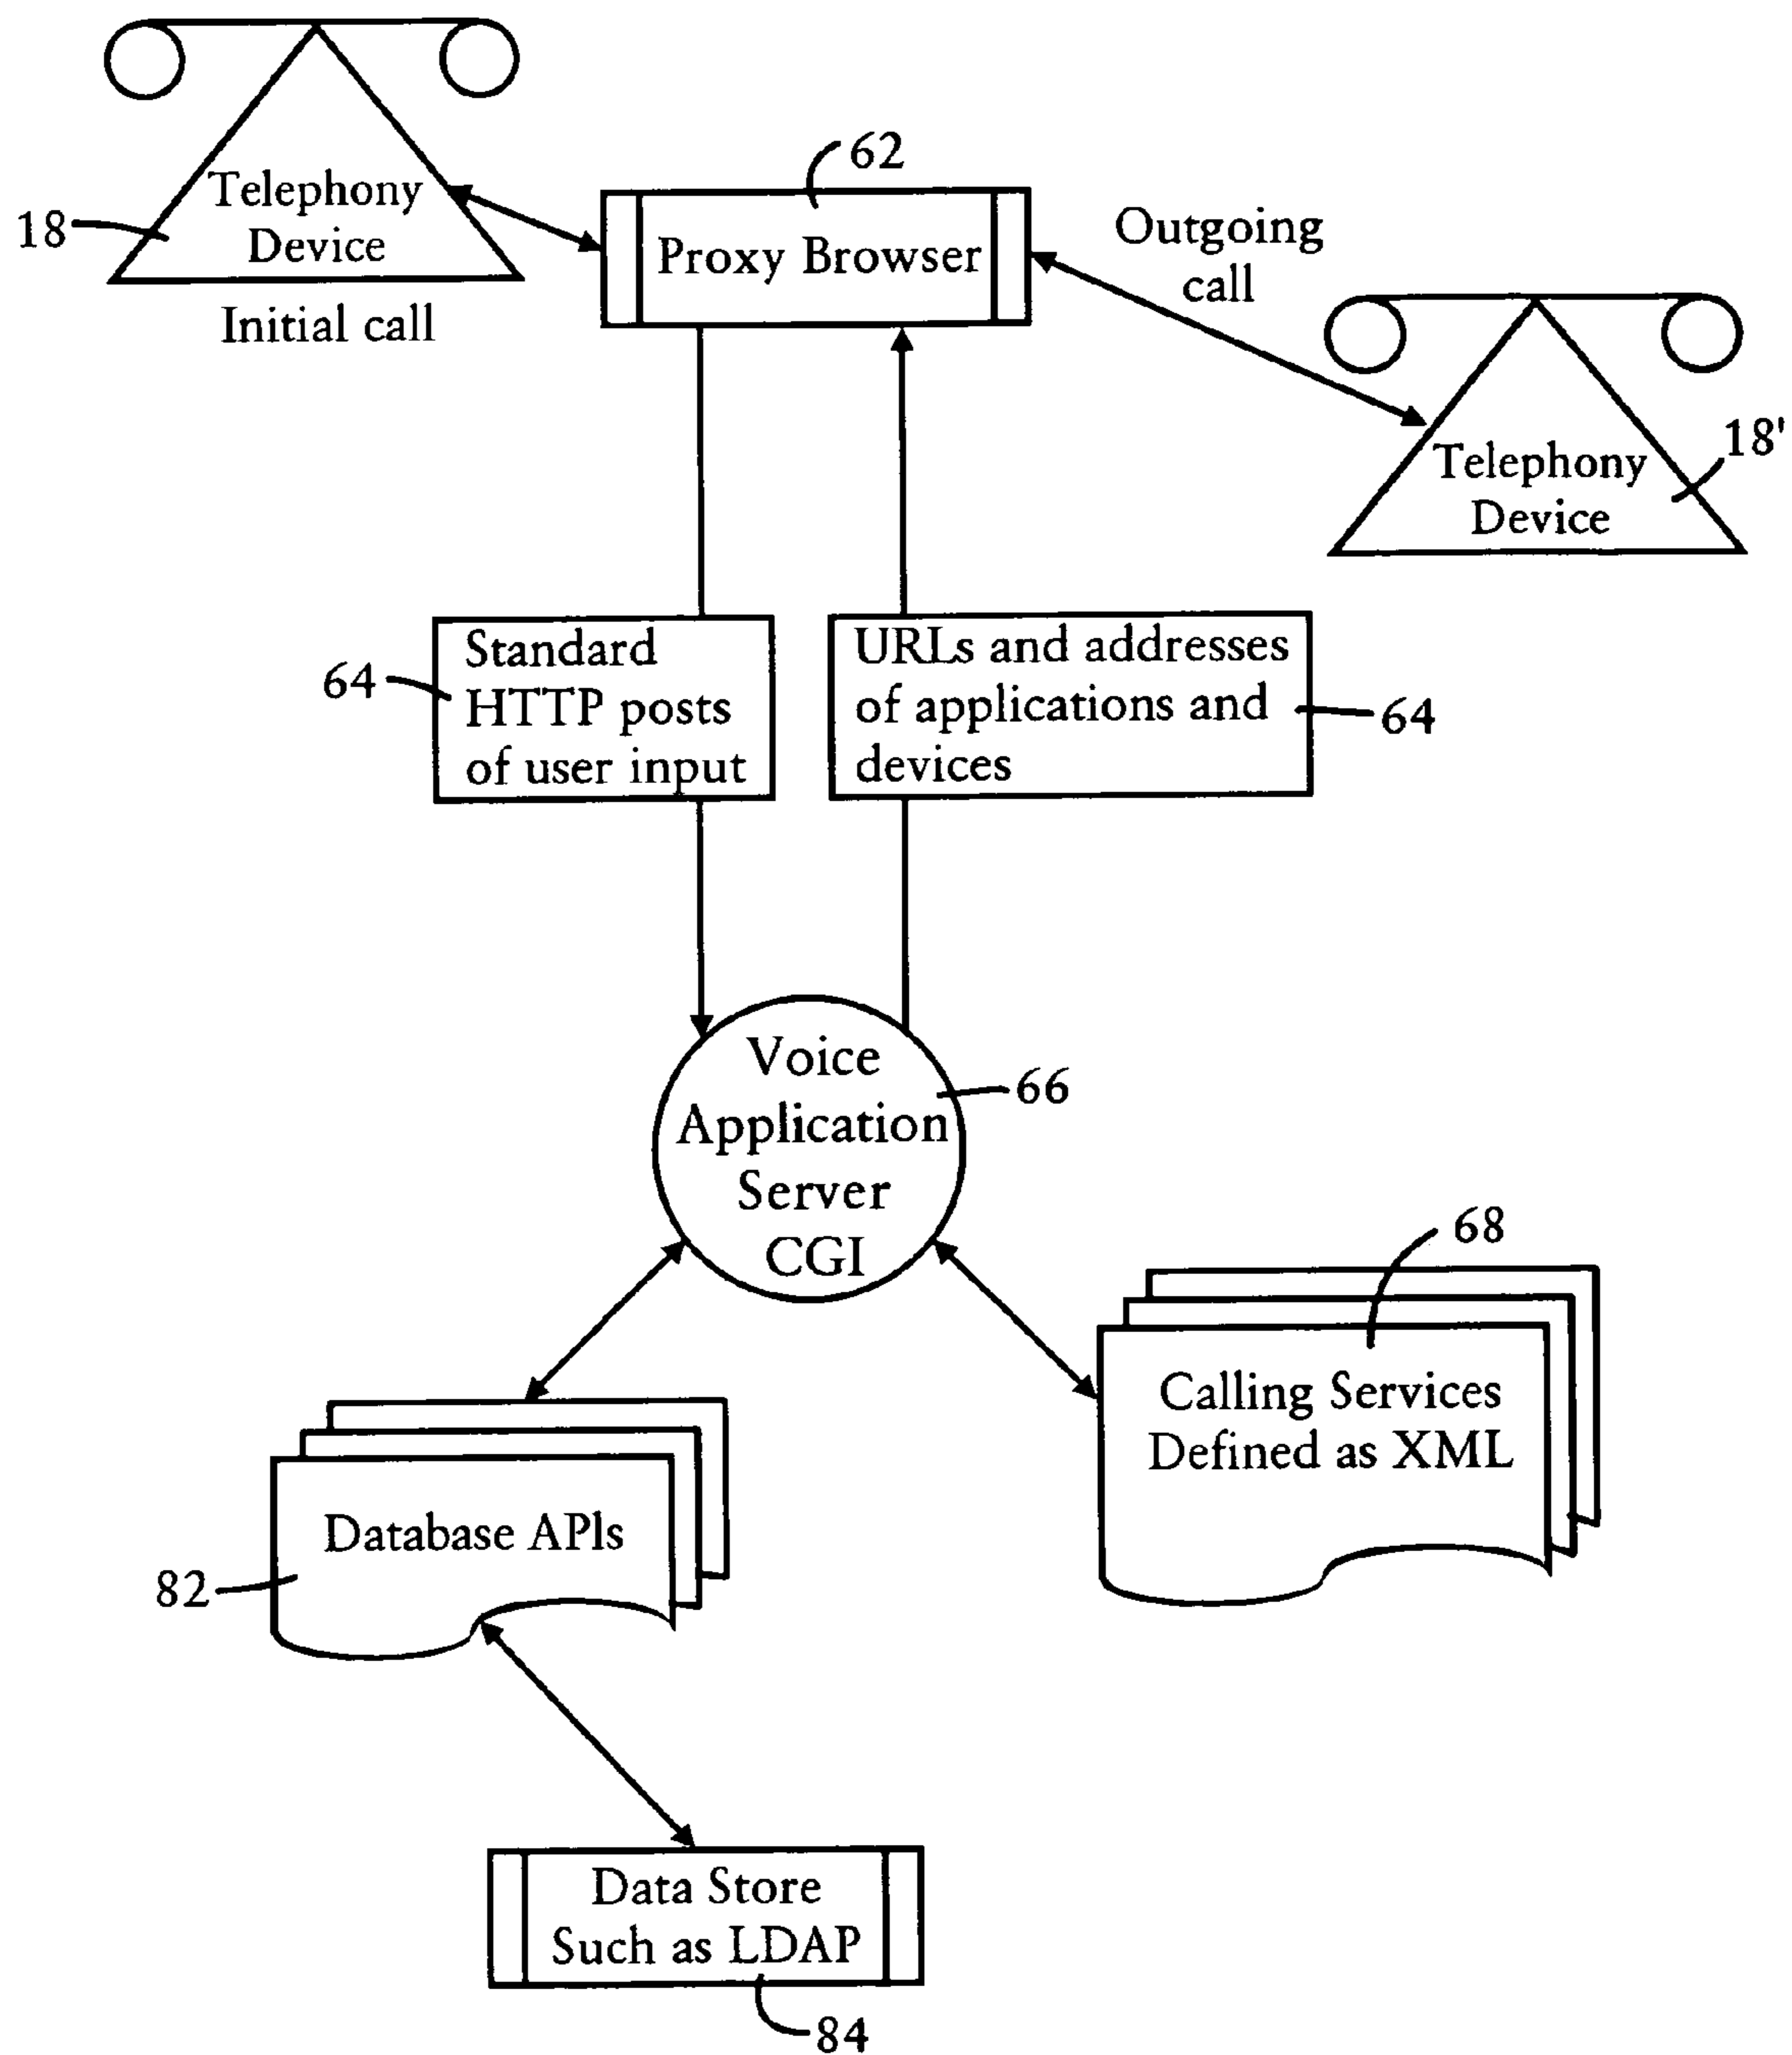 62
Telephony
Device
18
Initial call
Proxy Browser
Outgoing
call
18'
Telephony
Device
64
Standard
HTTP posts
of user input
URLs and addresses
of applications and
devices
64
Voice
Application
Server
CGI
66
68
Calling Services
Defined as XML
Database APIs
82
Data Store
Such as LDAP
84